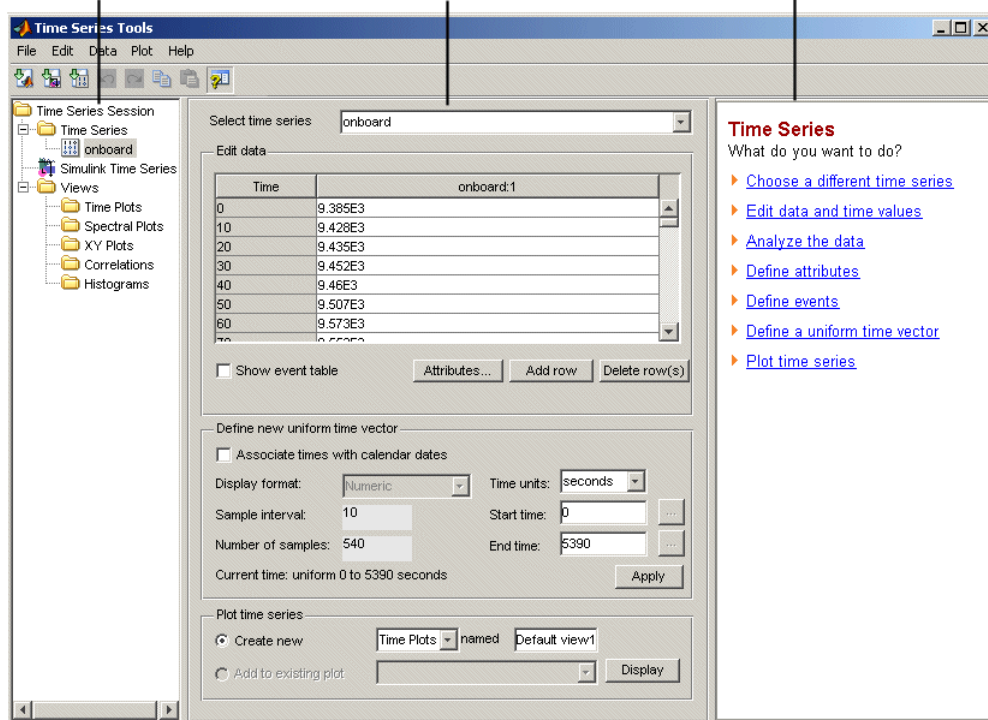 Time Series Tools
File Edit Data Plot Help
Time Series Session
Time Series
onboard
Simulink Time Series
Views
Time Plots
Spectral Plots
XY Plots
Correlations
Histograms
Select time series onboard
Edit data
Time onboard:1
0 9.385E3
10 9.428E3
20 9.435E3
30 9.452E3
40 9.46E3
50 9.507E3
60 9.573E3
Show event table Attributes... Add row Delete row(s)
Define new uniform time vector
Associate times with calendar dates
Display format: Numeric Time units: seconds
Sample interval: 10 Start time: 0 ...
Number of samples: 540 End time: 5390 ...
Current time: uniform 0 to 5390 seconds Apply
Plot time series
Create new Time Plots named Default view1
Add to existing plot Display
Time Series
What do you want to do?
Choose a different time series
Edit data and time values
Analyze the data
Define attributes
Define events
Define a uniform time vector
Plot time series